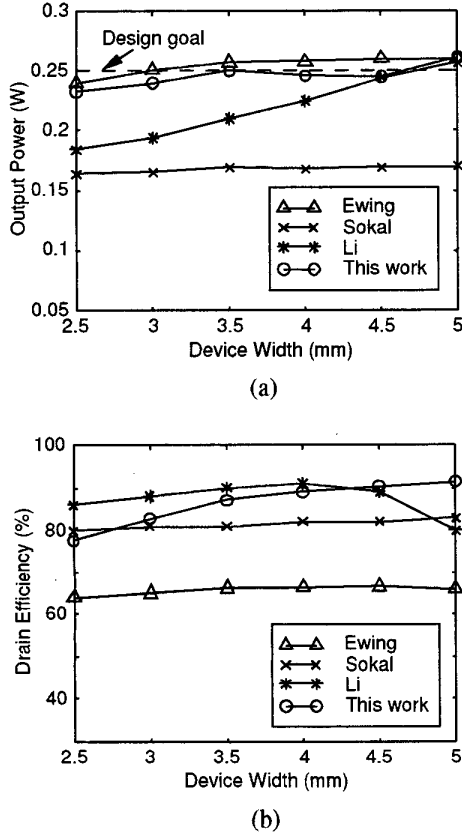 0.3
Design goal
0.25
0.2
0.15
0.05
Output Power (W)
Ewing
Sokal
Li
This work
2.5 3 3.5 4 4.5 5
Device Width (mm)
(a)
100
80
60
40
Drain Efficiency (%)
Ewing
Sokal
Li
This work
2.5 3 3.5 4 4.5 5
Device Width (mm)
(b)